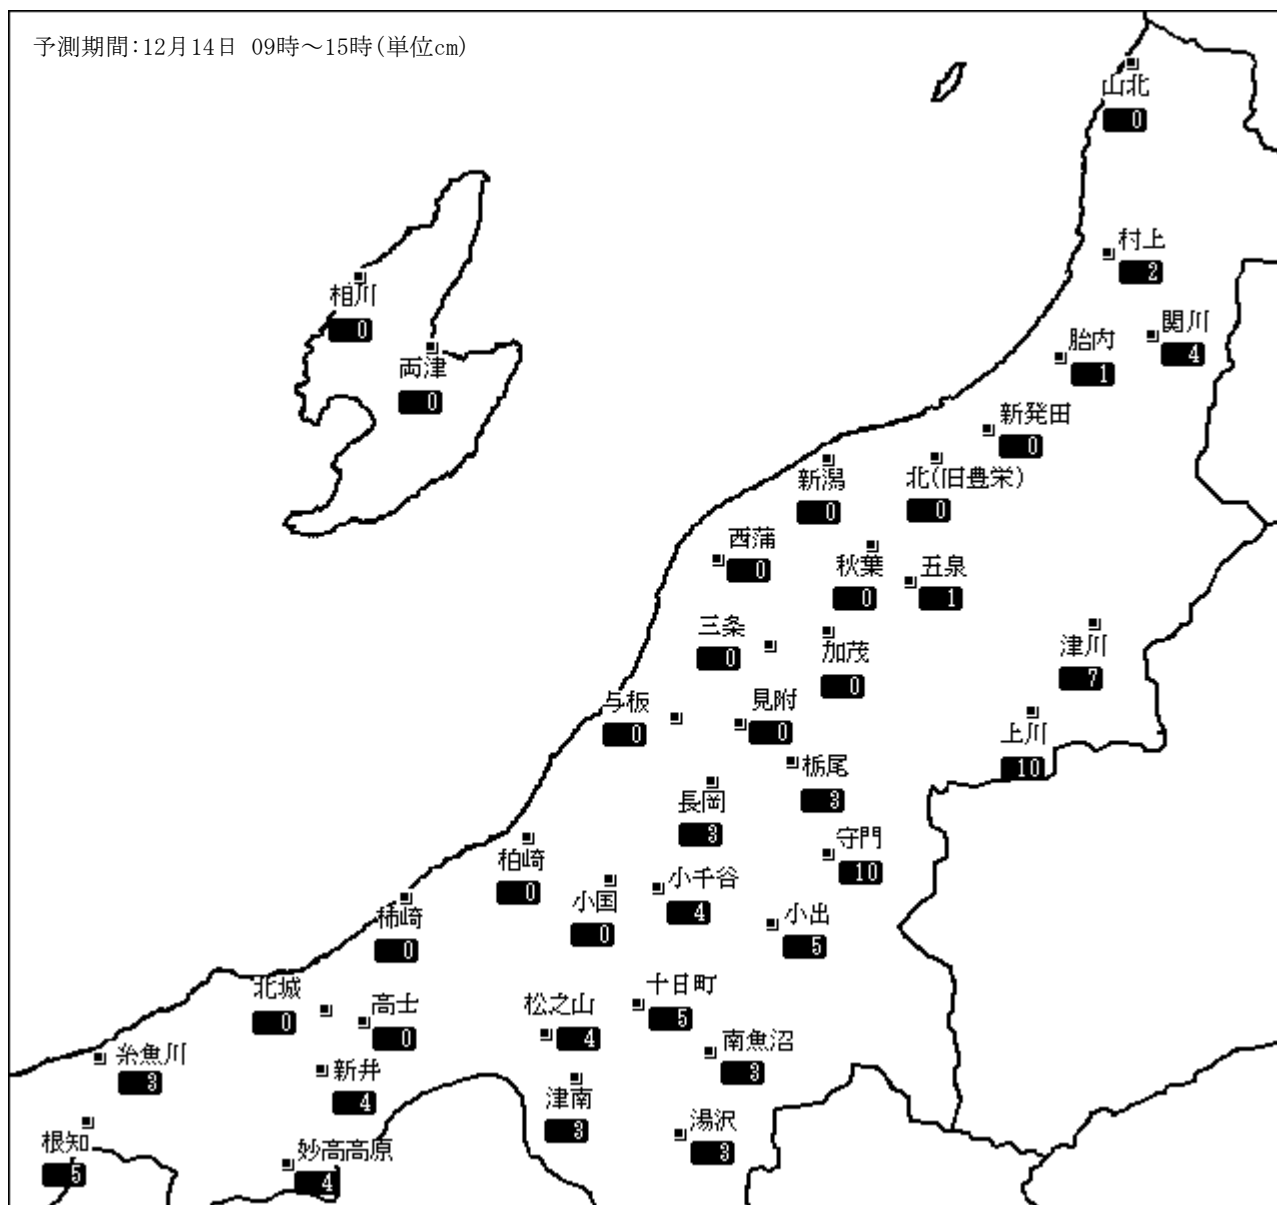 予測期間:12月14日 09時～15時(単位cm)
山北
0
村上
2
相川
0
関川
4
胎内
1
両津
0
新発田
0
新潟
0
北(旧豊栄)
0
西蒲
0
秋葉
0
五泉
1
三条
0
加茂
0
津川
7
与板
0
見附
0
上川
10
栃尾
3
長岡
3
守門
10
柏崎
0
小千谷
4
小国
0
柿崎
0
小出
5
北城
0
高士
0
松之山
4
十日町
5
南魚沼
3
糸魚川
3
新井
4
津南
3
湯沢
3
根知
5
妙高高原
4